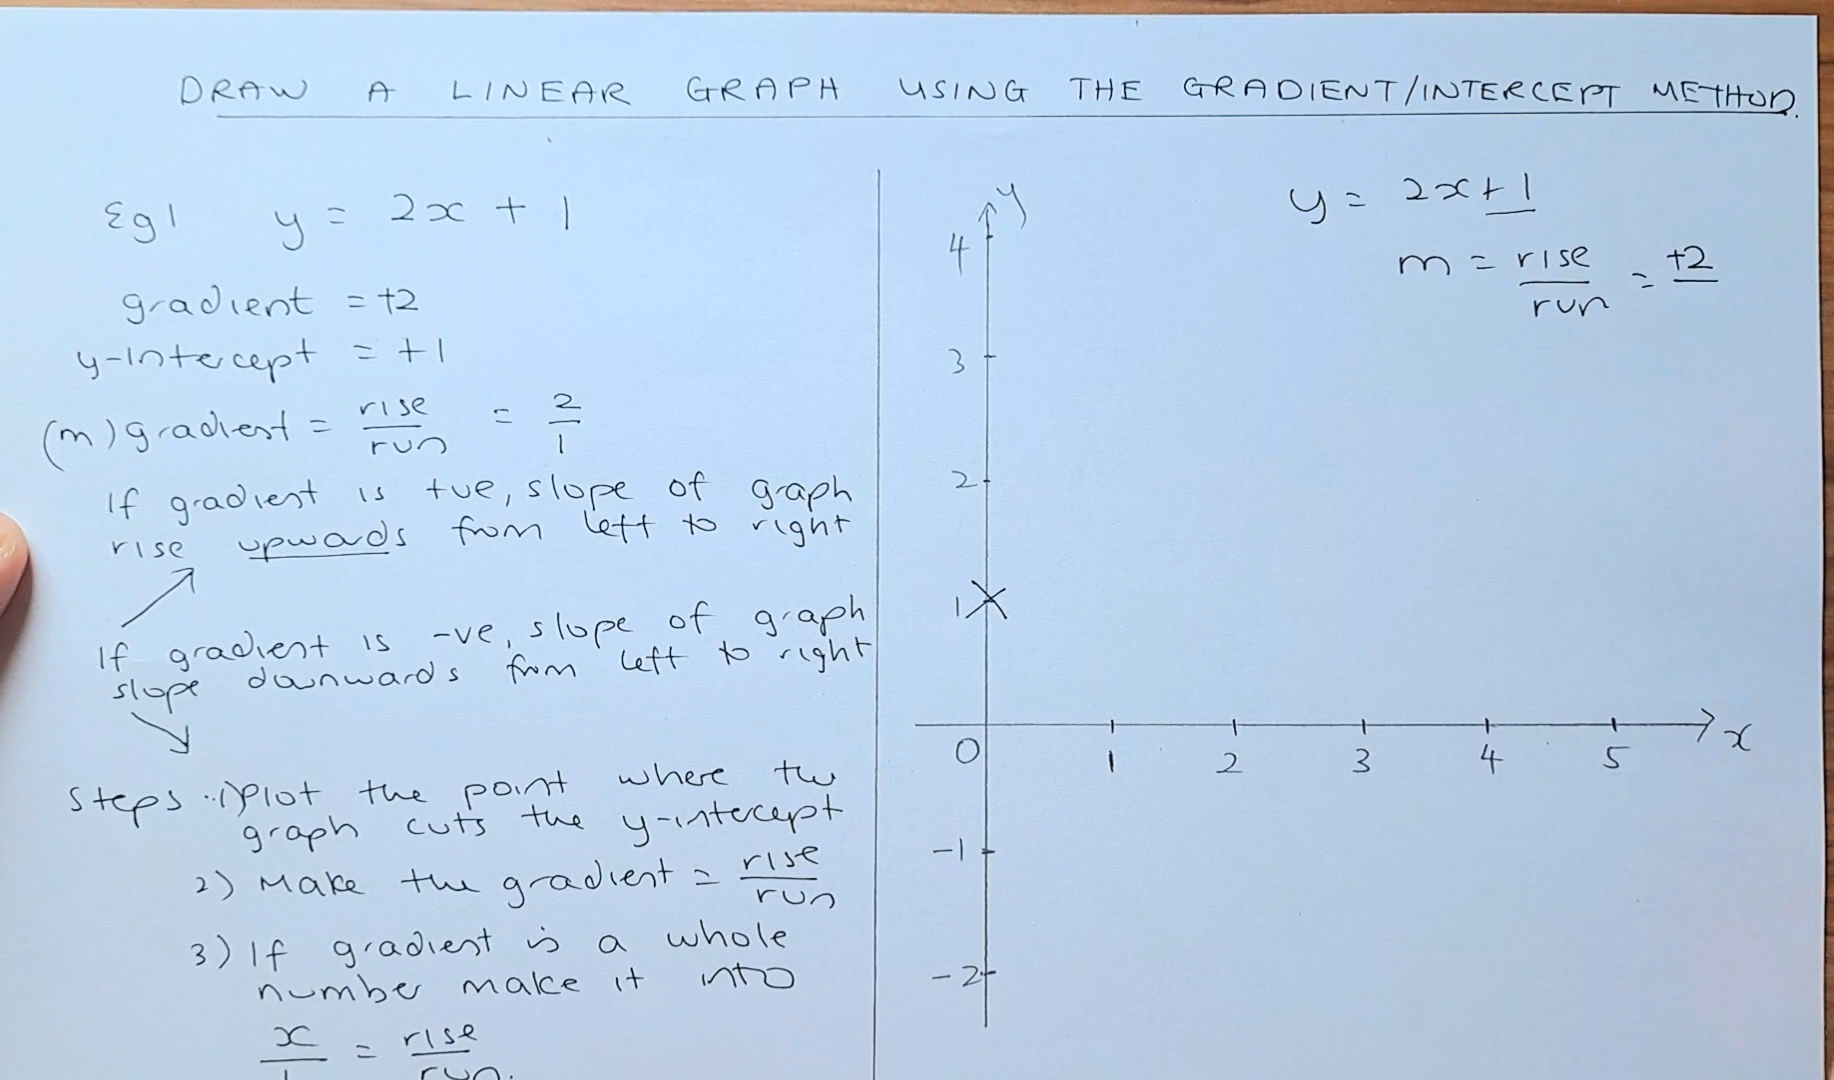 DRAW A LINEAR GRAPH USING THE GRADIENT/INTERCEPT METHOD.
Eg1 y = 2x + 1
gradient = +2
y-intercept = +1
(m) gradient = rise/run = 2/1
If gradient is +ve, slope of graph
rise upwards from left to right
If gradient is -ve, slope of graph
slope downwards from left to right
Steps :. 1) Plot the point where the
graph cuts the y-intercept
2) Make the gradient = rise/run
3) If gradient is a whole
number make it into
x/1 = rise/run.
y = 2x + 1
m = rise/run = +2
y
4
3
2
1
0 1 2 3 4 5 x
-1
-2